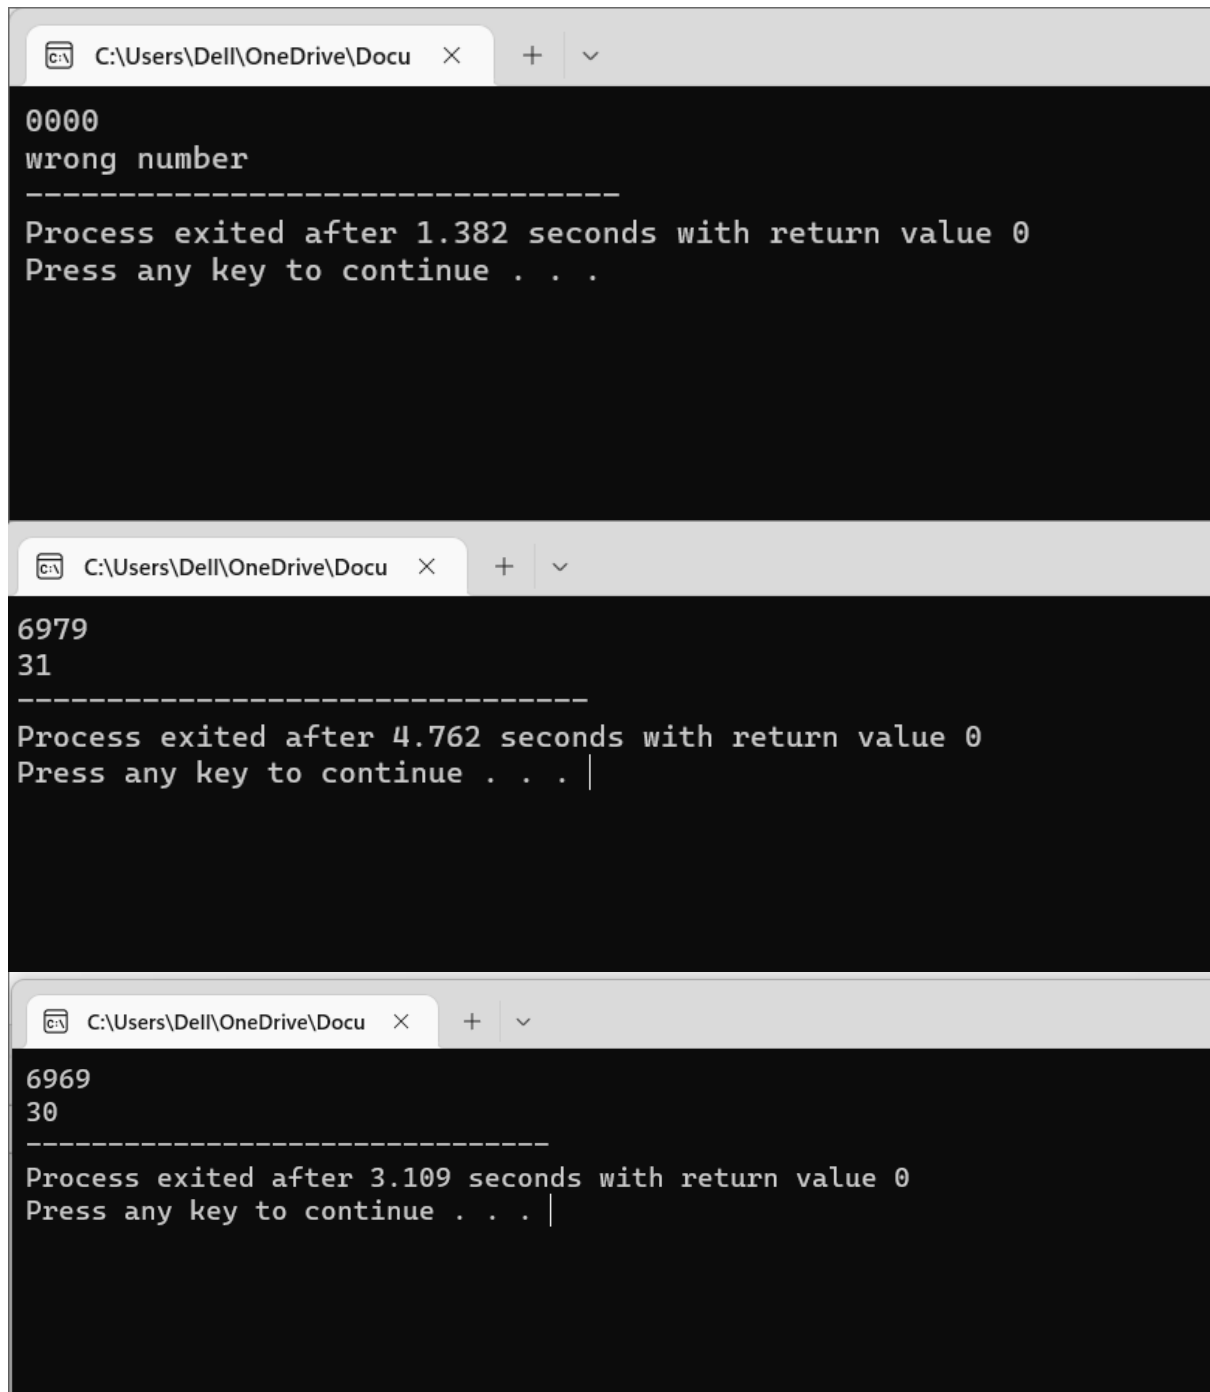 C:\Users\Dell\OneDrive\Docu
0000
wrong number
--------------------------------
Process exited after 1.382 seconds with return value 0
Press any key to continue . . .
C:\Users\Dell\OneDrive\Docu
6979
31
--------------------------------
Process exited after 4.762 seconds with return value 0
Press any key to continue . . .
C:\Users\Dell\OneDrive\Docu
6969
30
--------------------------------
Process exited after 3.109 seconds with return value 0
Press any key to continue . . .